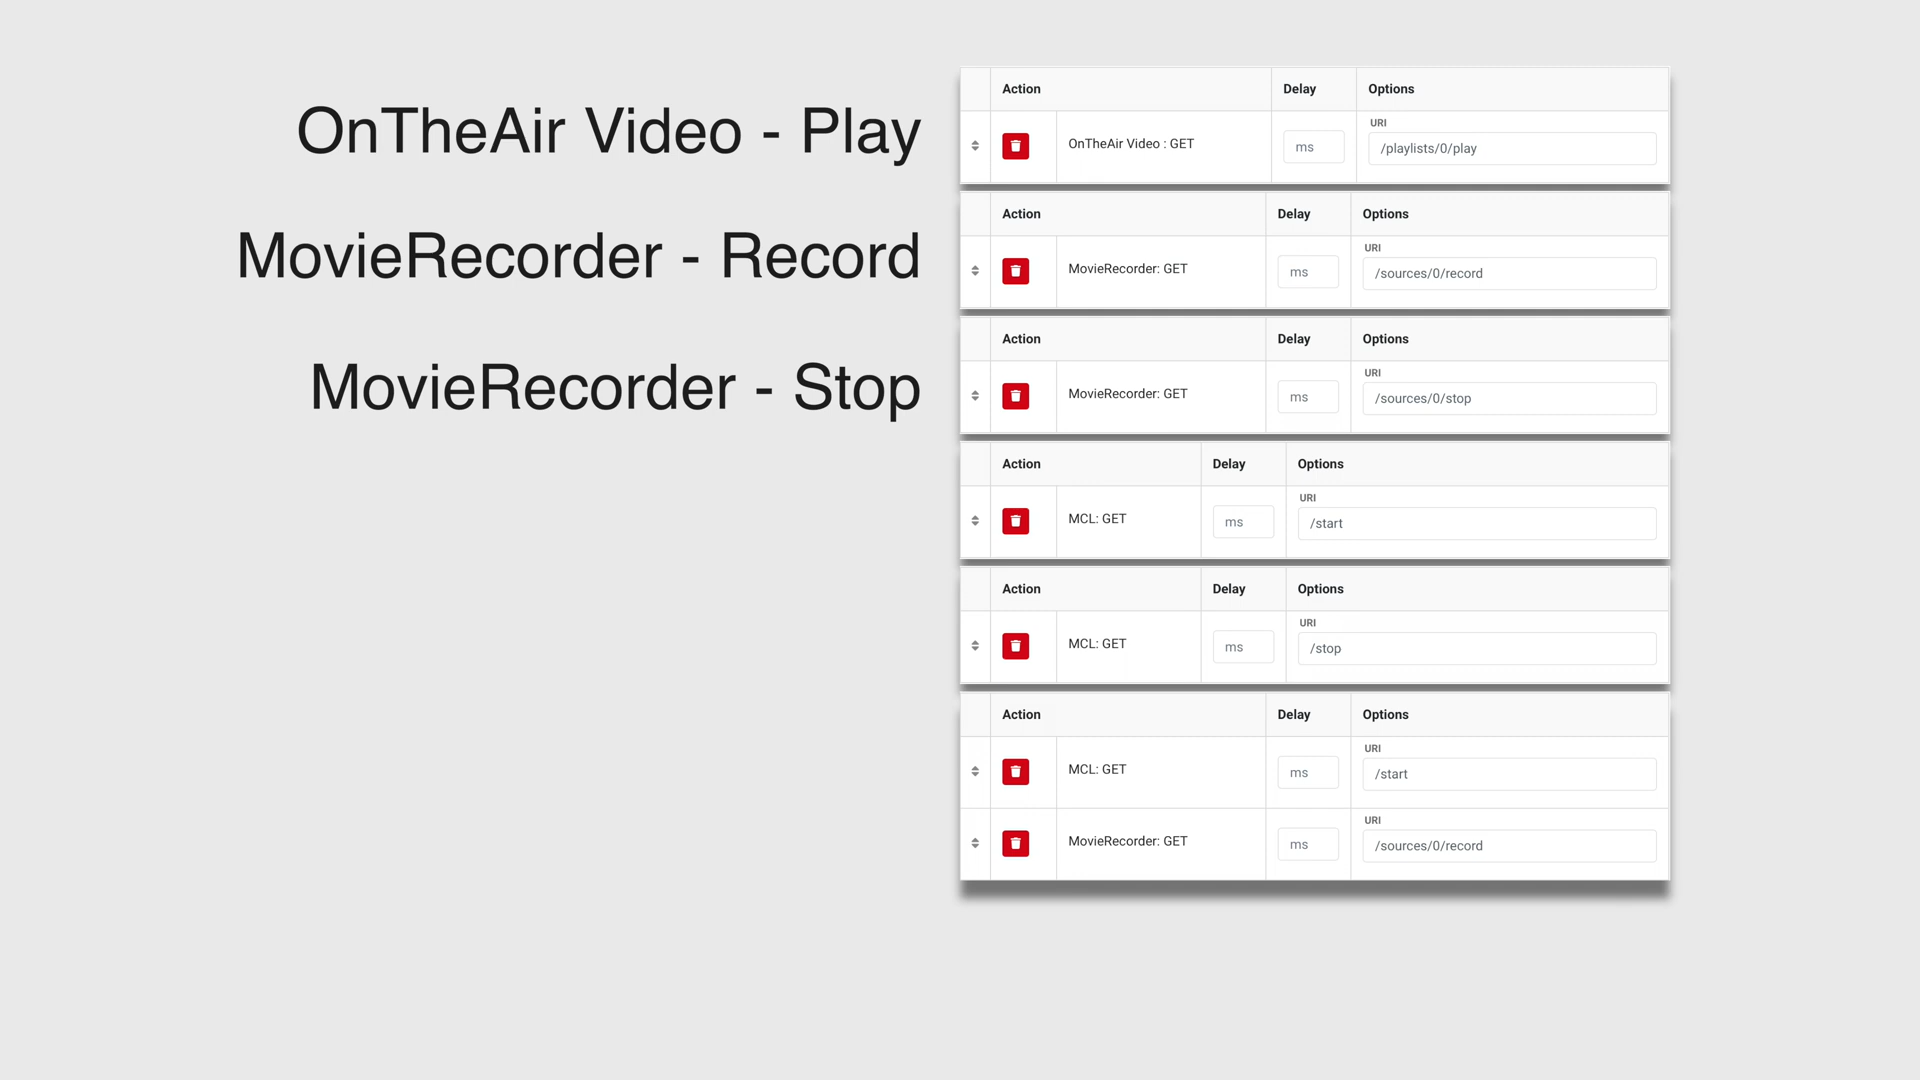 OnTheAir Video - Play
Action Delay Options
URI
OnTheAir Video : GET ms /playlists/0/play
MovieRecorder - Record
Action Delay Options
URI
MovieRecorder: GET ms /sources/0/record
MovieRecorder - Stop
Action Delay Options
URI
MovieRecorder: GET ms /sources/0/stop
Action Delay Options
URI
MCL: GET ms /start
Action Delay Options
URI
MCL: GET ms /stop
Action Delay Options
URI
MCL: GET ms /start
URI
MovieRecorder: GET ms /sources/0/record